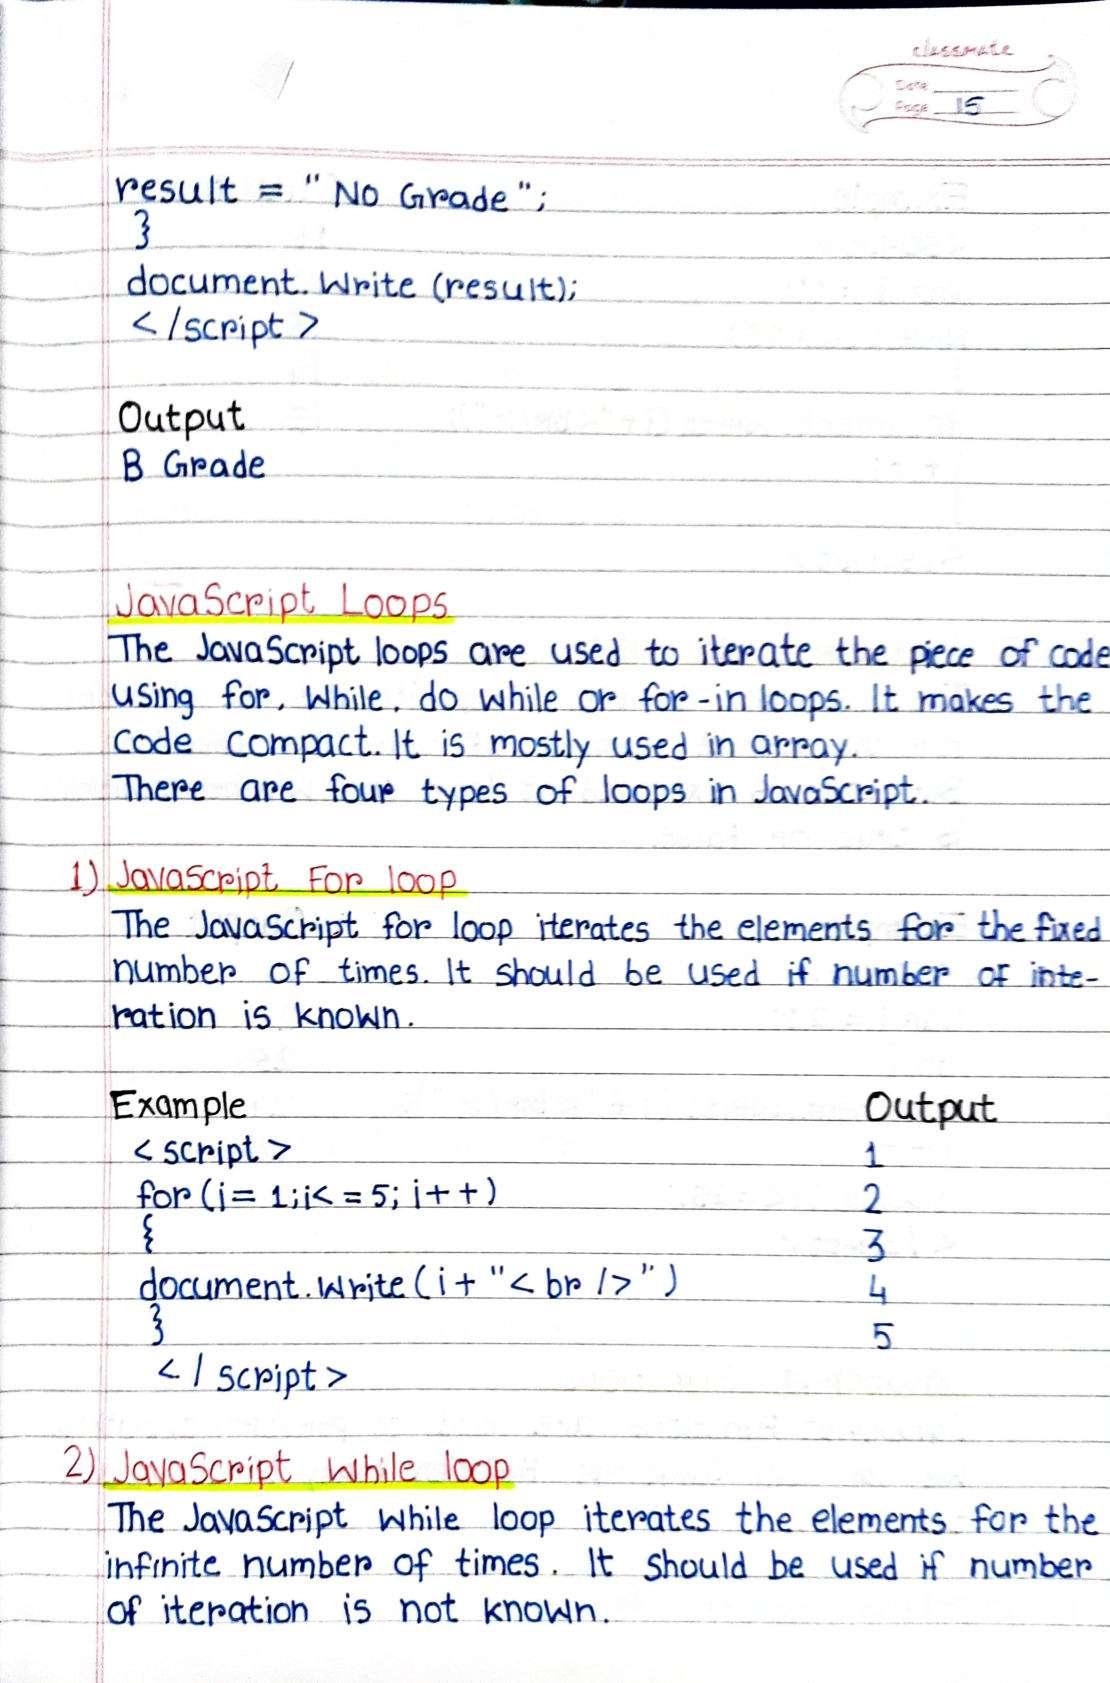 classmate
Date
Page 15
result = "No Grade";
}
document.Write (result);
</script>
Output
B Grade
JavaScript Loops
The JavaScript loops are used to iterate the piece of code
using for, While, do while or for-in loops. It makes the
code compact. It is mostly used in array.
There are four types of loops in JavaScript.
1) JavaScript For loop
The JavaScript for loop iterates the elements for the fixed
number of times. It should be used if number of inte-
ration is known.
Example Output
<script> 1
for (i= 1;i<=5; i++) 2
{ 3
document.Write (i+ "<br />") 4
} 5
</script>
2) JavaScript While loop
The JavaScript While loop iterates the elements for the
infinite number of times. It should be used if number
of iteration is not known.